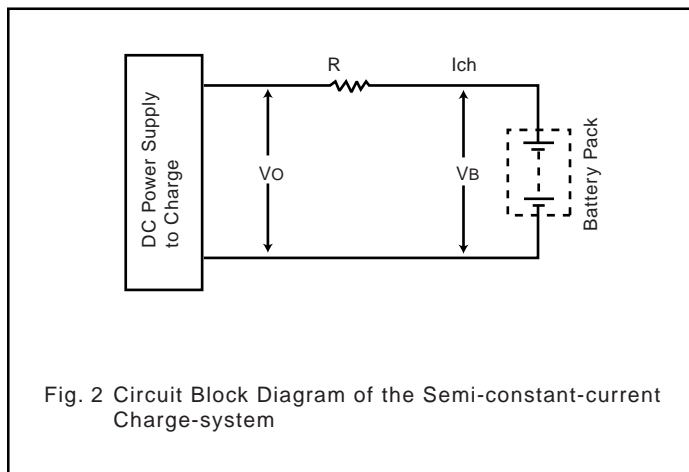 R
Ich
DC Power Supply
to Charge
VO
VB
Battery Pack
Fig. 2 Circuit Block Diagram of the Semi-constant-current
Charge-system